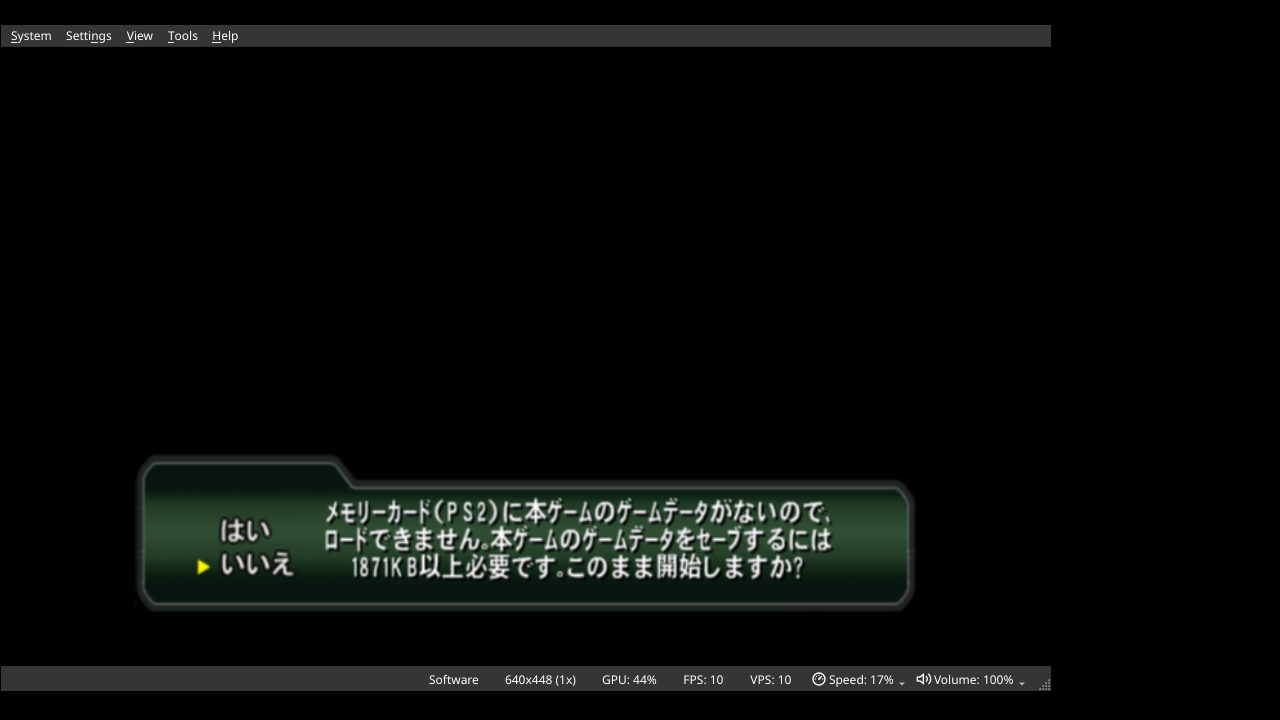 System Settings View Tools Help
はい
いいえ
メモリーカード(PS2)に本ゲームのゲームデータがないので、
ロードできません。本ゲームのゲームデータをセーブするには
1871KB以上必要です。このまま開始しますか?
Software 640x448 (1x) GPU: 44% FPS: 10 VPS: 10 Speed: 17% Volume: 100%